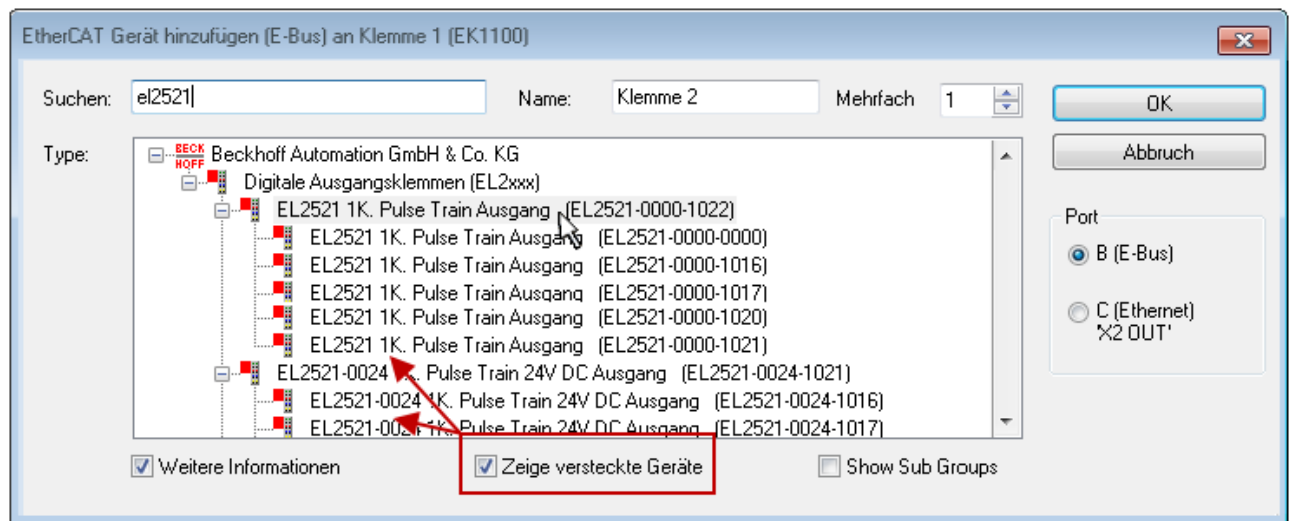 EtherCAT Gerät hinzufügen (E-Bus) an Klemme 1 (EK1100)
Suchen: el2521 Name: Klemme 2 Mehrfach 1 OK
Type: BECKHOFF Beckhoff Automation GmbH & Co. KG Abbruch
Digitale Ausgangsklemmen (EL2xxx)
EL2521 1K. Pulse Train Ausgang (EL2521-0000-1022) Port
EL2521 1K. Pulse Train Ausgang (EL2521-0000-0000) B (E-Bus)
EL2521 1K. Pulse Train Ausgang (EL2521-0000-1016)
EL2521 1K. Pulse Train Ausgang (EL2521-0000-1017)
EL2521 1K. Pulse Train Ausgang (EL2521-0000-1020) C (Ethernet)
EL2521 1K. Pulse Train Ausgang (EL2521-0000-1021) 'X2 OUT'
EL2521-0024 1K. Pulse Train 24V DC Ausgang (EL2521-0024-1021)
EL2521-0024 1K. Pulse Train 24V DC Ausgang (EL2521-0024-1016)
EL2521-0024 1K. Pulse Train 24V DC Ausgang (EL2521-0024-1017)
Weitere Informationen Zeige versteckte Geräte Show Sub Groups